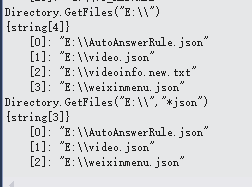 Directory.GetFiles("E:\\")
{string[4]}
[0]: "E:\\AutoAnswerRule.json"
[1]: "E:\\video.json"
[2]: "E:\\videoinfo.new.txt"
[3]: "E:\\weixinmenu.json"
Directory.GetFiles("E:\\","*json")
{string[3]}
[0]: "E:\\AutoAnswerRule.json"
[1]: "E:\\video.json"
[2]: "E:\\weixinmenu.json"